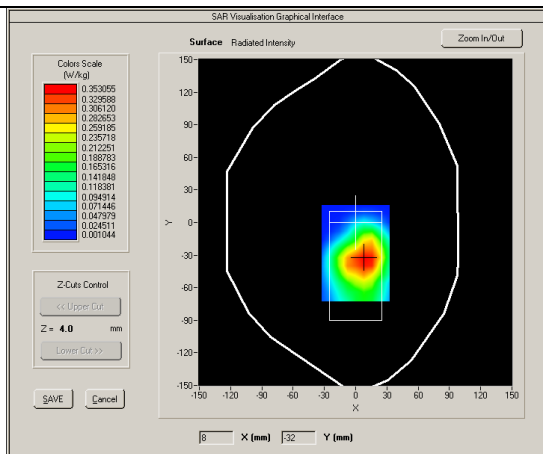 SAR Visualisation Graphical Interface
Surface Radiated Intensity
Zoom In/Out
Colors Scale
(W/kg)
0.353055
0.329588
0.306120
0.282653
0.259185
0.235718
0.212251
0.188783
0.165316
0.141848
0.118381
0.094914
0.071446
0.047979
0.024511
0.001044
Z-Cuts Control
<< Upper Cut
Z = 4.0 mm
Lower Cut >>
SAVE Cancel
150
120
90
60
30
0
-30
-60
-90
-120
-150
Y
-150 -120 -90 -60 -30 0 30 60 90 120 150
X
8 X (mm) -32 Y (mm)